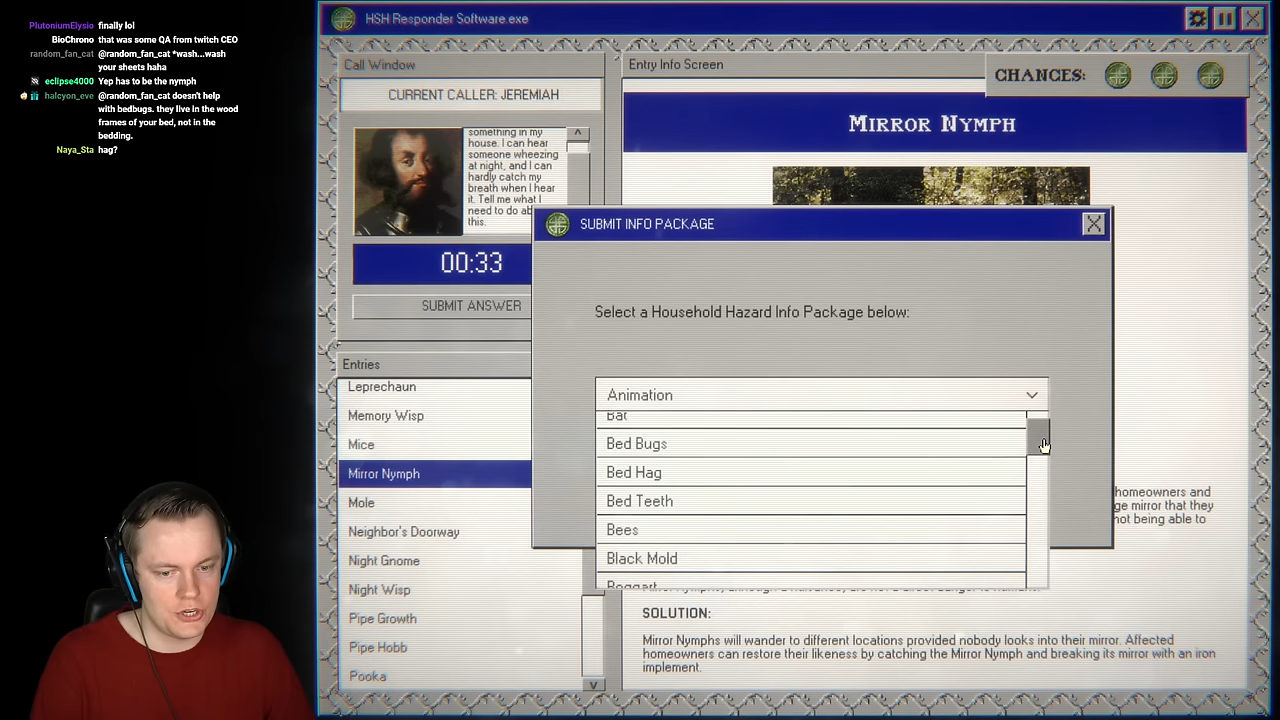 PlutoniumElysio finally lol
BioChrono that was some QA from twitch CEO
random_fan_cat @random_fan_cat *wash...wash
your sheets haha
eclipse4000 Yep has to be the nymph
halcyon_eve @random_fan_cat doesn't help
with bedbugs. they live in the wood
frames of your bed, not in the
bedding.
Naya_Sta hag?
HSH Responder Software.exe
Call Window
CURRENT CALLER: JEREMIAH
something in my
house. I can hear
someone wheezing
at night, and I can
hardly catch my
breath when I hear
it. Tell me what I
need to do
this.
00:33
SUBMIT ANSWER
Entries
Leprechaun
Memory Wisp
Mice
Mirror Nymph
Mole
Neighbor's Doorway
Night Gnome
Night Wisp
Pipe Growth
Pipe Hobb
Pooka
Entry Info Screen
CHANCES:
MIRROR NYMPH
SUBMIT INFO PACKAGE
Select a Household Hazard Info Package below:
Animation
Bat
Bed Bugs
Bed Hag
Bed Teeth
Bees
Black Mold
Boggart
homeowners and
ge mirror that they
not being able to
SOLUTION:
Mirror Nymphs will wander to different locations provided nobody looks into their mirror. Affected
homeowners can restore their likeness by catching the Mirror Nymph and breaking its mirror with an iron
implement.